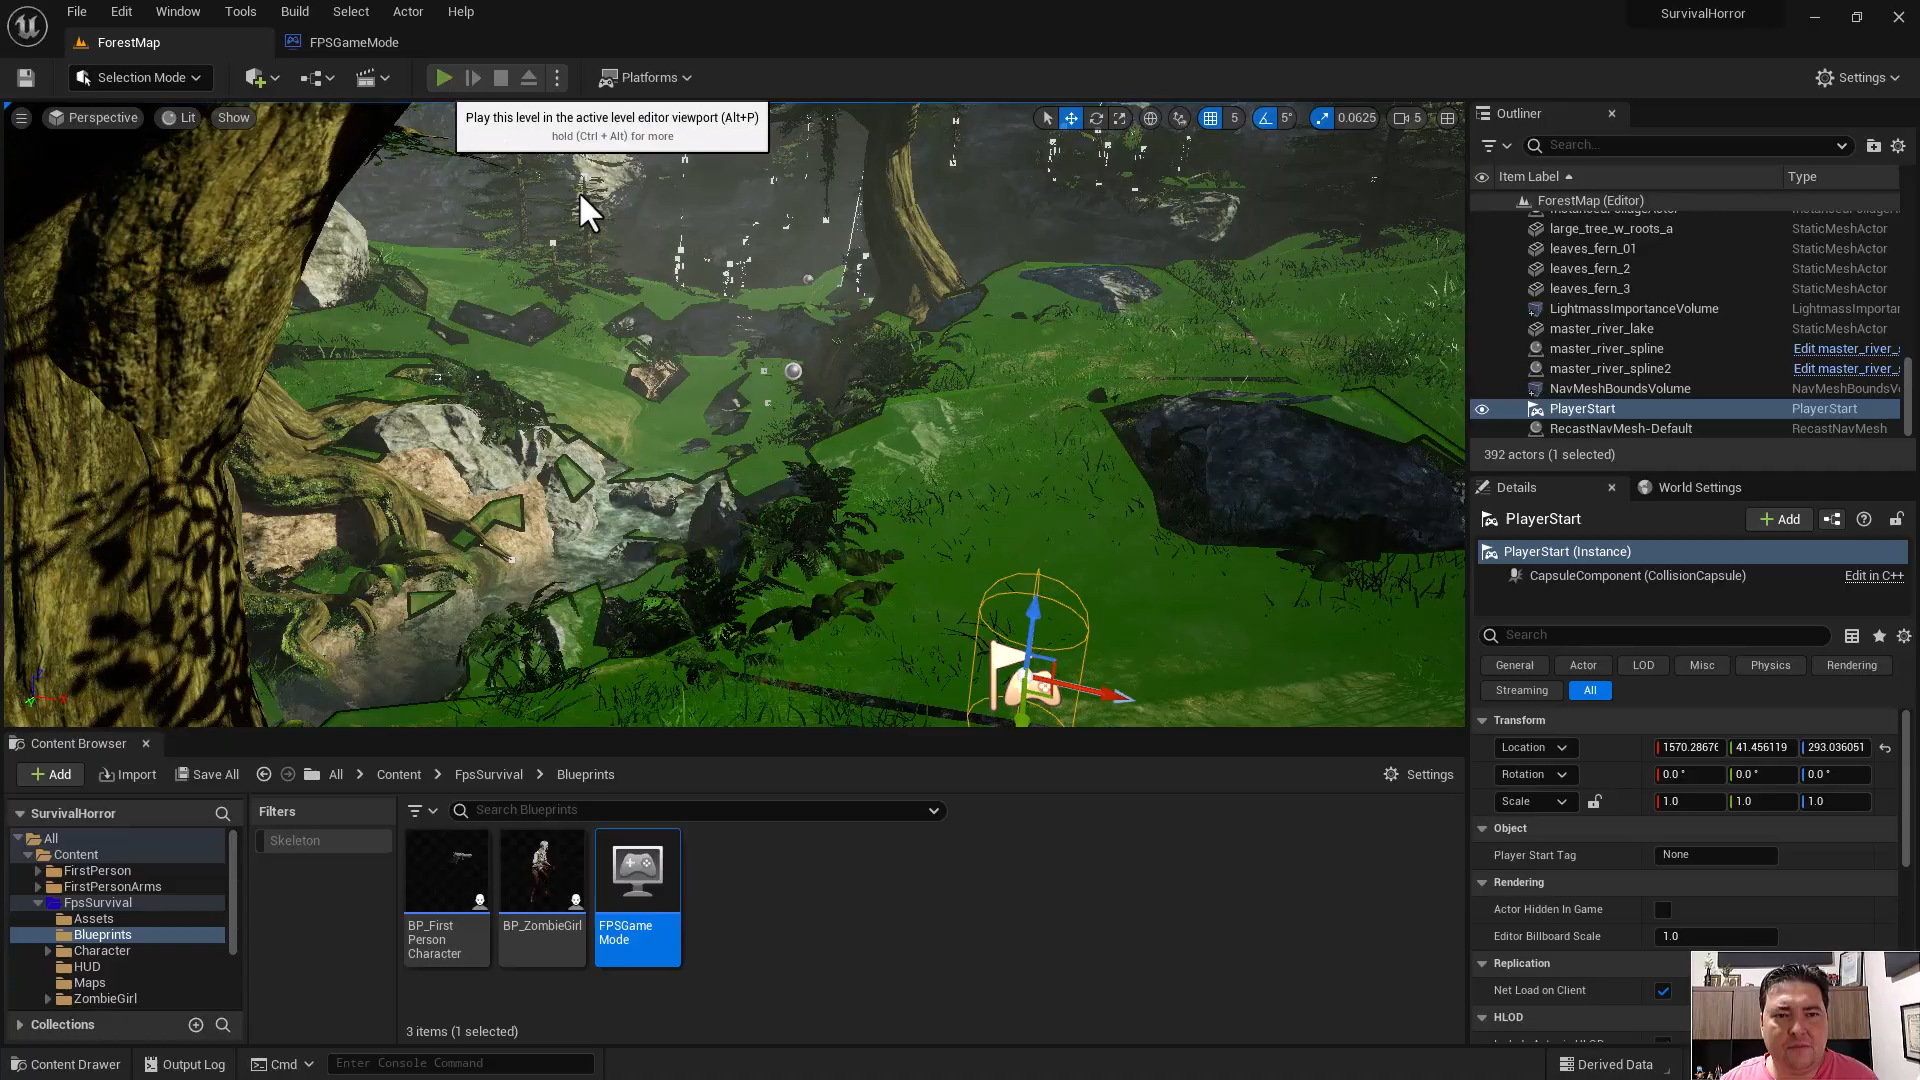 File Edit Window Tools Build Select Actor Help
SurvivalHorror
ForestMap
FPSGameMode
Selection Mode
Platforms
Settings
Perspective
Lit
Show
Play this level in the active level editor viewport (Alt+P)
hold (Ctrl + Alt) for more
5
5°
0.0625
5
Outliner
Search...
Item Label
Type
ForestMap (Editor)
large_tree_w_roots_a StaticMeshActor
leaves_fern_01 StaticMeshActor
leaves_fern_2 StaticMeshActor
leaves_fern_3 StaticMeshActor
LightmassImportanceVolume LightmassImportar
master_river_lake StaticMeshActor
master_river_spline Edit master_river_s
master_river_spline2 Edit master_river_s
NavMeshBoundsVolume NavMeshBoundsV
PlayerStart PlayerStart
RecastNavMesh-Default RecastNavMesh
392 actors (1 selected)
Details
World Settings
PlayerStart
Add
PlayerStart (Instance)
CapsuleComponent (CollisionCapsule) Edit in C++
Search
General Actor LOD Misc Physics Rendering
Streaming All
Transform
Location 1570.28676 41.456119 293.036051
Rotation 0.0 ° 0.0 ° 0.0 °
Scale 1.0 1.0 1.0
Object
Player Start Tag None
Rendering
Actor Hidden In Game
Editor Billboard Scale 1.0
Replication
Net Load on Client
HLOD
Content Browser
Add Import Save All All Content FpsSurvival Blueprints Settings
SurvivalHorror
All
Content
FirstPerson
FirstPersonArms
FpsSurvival
Assets
Blueprints
Character
HUD
Maps
ZombieGirl
Collections
Filters
Skeleton
Search Blueprints
BP_First
Person
Character
BP_ZombieGirl
FPSGame
Mode
3 items (1 selected)
Content Drawer Output Log Cmd Enter Console Command Derived Data